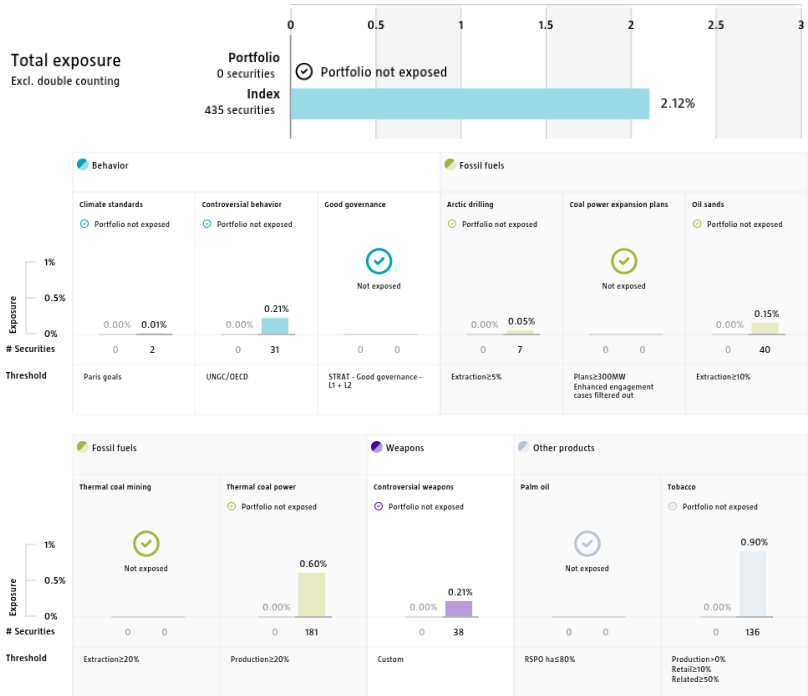 0 0.5 1 1.5 2 2.5 3
Total exposure
Excl. double counting
Portfolio
0 securities
Portfolio not exposed
Index
435 securities
2.12%
Behavior
Fossil fuels
Climate standards
Controversial behavior
Good governance
Arctic drilling
Coal power expansion plans
Oil sands
Portfolio not exposed
Portfolio not exposed
Portfolio not exposed
Portfolio not exposed
Not exposed
Not exposed
Exposure
1%
0.5%
0%
0.00% 0.01%
0.00% 0.21%
0.00% 0.05%
0.00% 0.15%
# Securities
0 2
0 31
0 0
0 7
0 0
0 40
Threshold
Paris goals
UNGC/OECD
STRAT - Good governance -
L1 + L2
Extraction≥5%
Plans≥300MW
Enhanced engagement
cases filtered out
Extraction≥10%
Fossil fuels
Weapons
Other products
Thermal coal mining
Thermal coal power
Controversial weapons
Palm oil
Tobacco
Portfolio not exposed
Portfolio not exposed
Portfolio not exposed
Not exposed
Not exposed
Exposure
1%
0.5%
0%
0.00% 0.60%
0.00% 0.21%
0.00% 0.90%
# Securities
0 0
0 181
0 38
0 0
0 136
Threshold
Extraction≥20%
Production≥20%
Custom
RSPO ha≤80%
Production>0%
Retail≥10%
Related≥50%